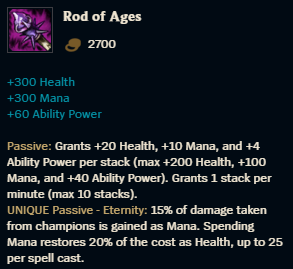 Rod of Ages
2700
+300 Health
+300 Mana
+60 Ability Power
Passive: Grants +20 Health, +10 Mana, and +4
Ability Power per stack (max +200 Health, +100
Mana, and +40 Ability Power). Grants 1 stack per
minute (max 10 stacks).
UNIQUE Passive - Eternity: 15% of damage taken
from champions is gained as Mana. Spending
Mana restores 20% of the cost as Health, up to 25
per spell cast.